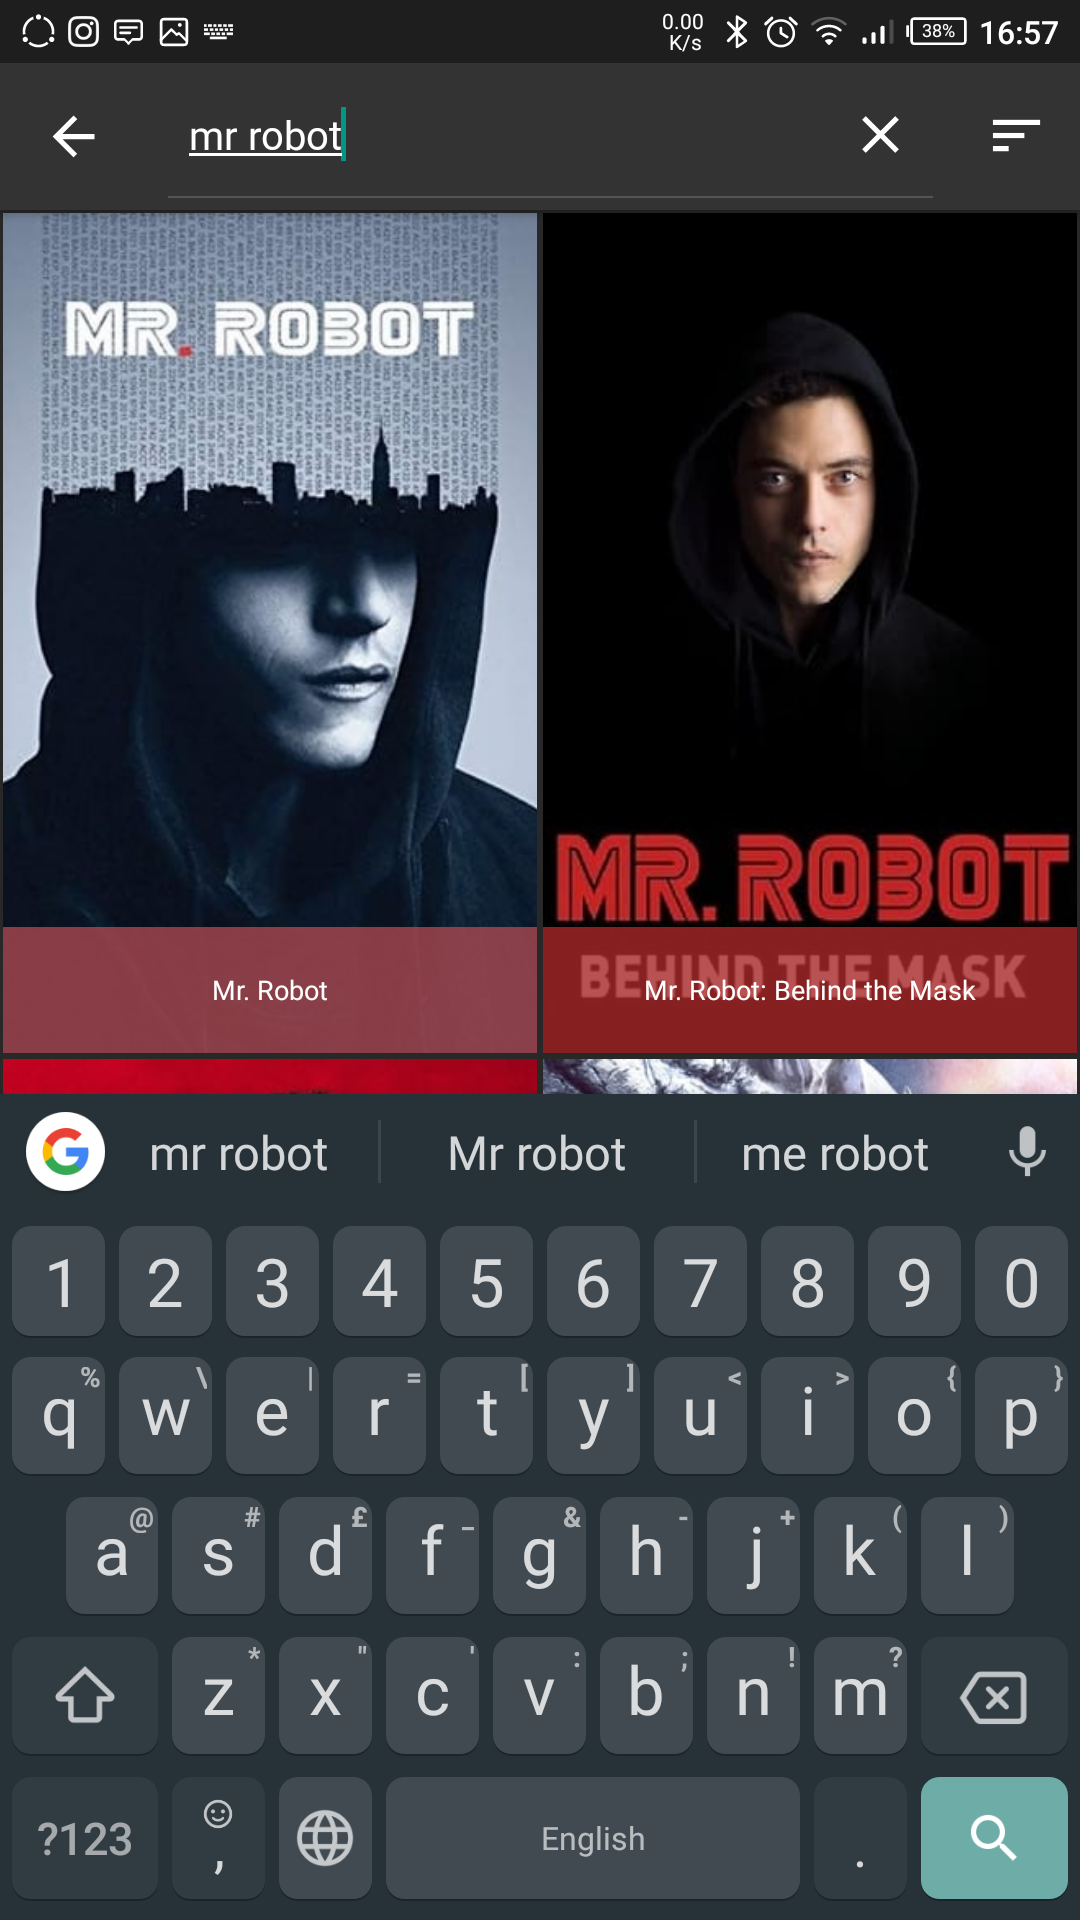 0.00
K/s
38%
16:57
mr robot
MR. ROBOT
MR. ROBOT
BEHIND THE MASK
Mr. Robot
Mr. Robot: Behind the Mask
mr robot
Mr robot
me robot
1 2 3 4 5 6 7 8 9 0
% \ | = [ ] < > { }
q w e r t y u i o p
@ # £ _ & - + ( )
a s d f g h j k l
* " ' : ; ! ?
z x c v b n m
?123 , English .